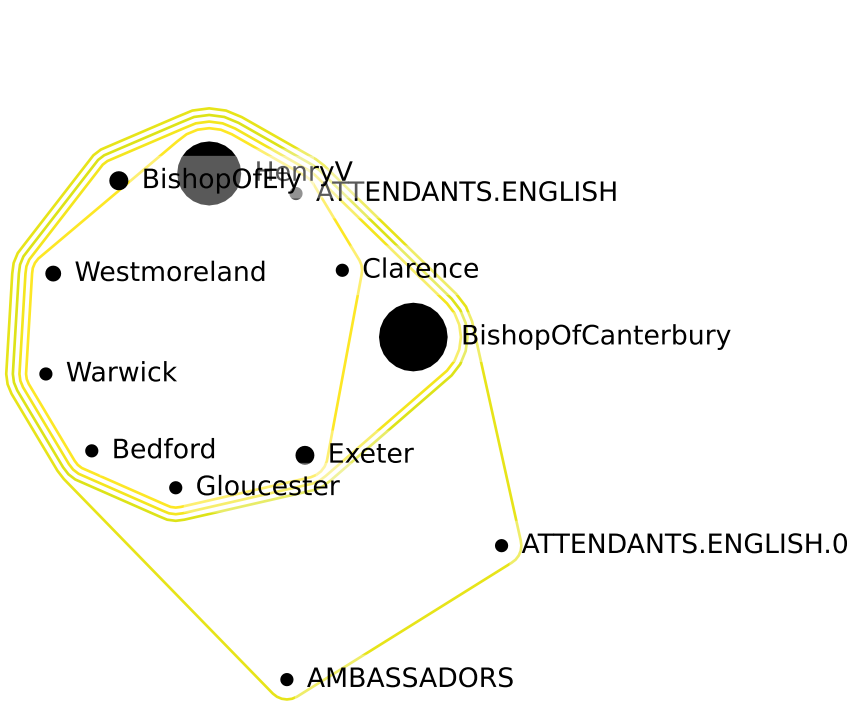 HenryV
BishopOfEly
ATTENDANTS.ENGLISH
Westmoreland
Clarence
BishopOfCanterbury
Warwick
Bedford
Exeter
Gloucester
ATTENDANTS.ENGLISH.0
AMBASSADORS